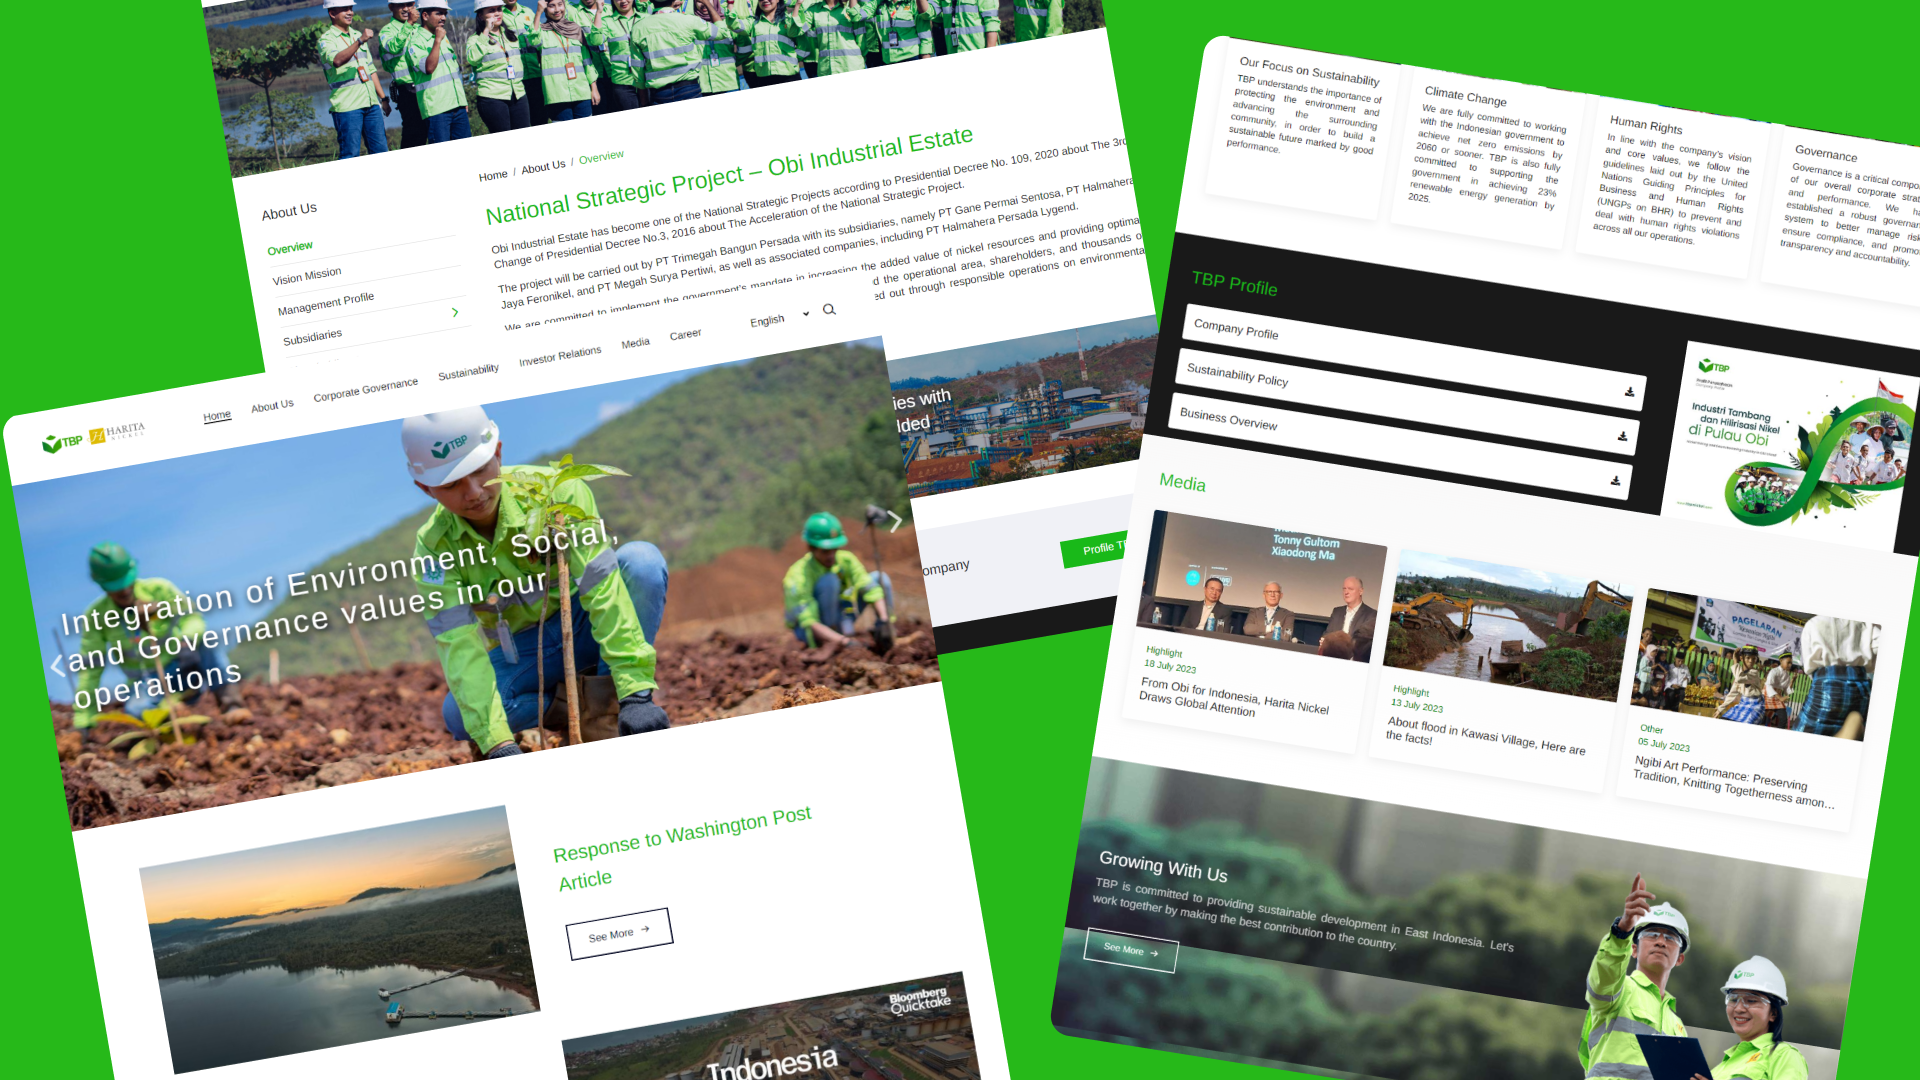 Home / About Us / Overview
National Strategic Project – Obi Industrial Estate
Obi Industrial Estate has become one of the National Strategic Projects according to Presidential Decree No. 109, 2020 about The 3rd
Change of Presidential Decree No.3, 2016 about The Acceleration of the National Strategic Project.
The project will be carried out by PT Trimegah Bangun Persada with its subsidiaries, namely PT Gane Permai Sentosa, PT Halmahera
Jaya Feronikel, and PT Megah Surya Pertiwi, as well as associated companies, including PT Halmahera Persada Lygend.
We are committed to implement the government's mandate in increasing the added value of nickel resources and providing optima
d the operational area, shareholders, and thousands o
ed out through responsible operations on environmenta
About Us
Overview
Vision Mission
Management Profile
Subsidiaries
ies with
lded
ompany
Profile T
TBP
HARITA
NICKEL
Home
About Us
Corporate Governance
Sustainability
Investor Relations
Media
Career
English
TBP
Integration of Environment, Social,
and Governance values in our
operations
Response to Washington Post
Article
See More →
Bloomberg
Quicktake
Indonesia
Our Focus on Sustainability
TBP understands the importance of
protecting the environment and
advancing the surrounding
community, in order to build a
sustainable future marked by good
performance.
Climate Change
We are fully committed to working
with the Indonesian government to
achieve net zero emissions by
2060 or sooner. TBP is also fully
committed to supporting the
government in achieving 23%
renewable energy generation by
2025.
Human Rights
In line with the company's vision
and core values, we follow the
guidelines laid out by the United
Nations Guiding Principles for
Business and Human Rights
(UNGPs on BHR) to prevent and
deal with human rights violations
across all our operations.
Governance
Governance is a critical compo
of our overall corporate strat
and performance. We ha
established a robust governan
system to better manage risk
ensure compliance, and promo
transparency and accountability.
TBP Profile
Company Profile
Sustainability Policy
Business Overview
TBP
Industri Tambang
dan Hilirisasi Nikel
di Pulau Obi
Media
Tonny Gultom
Xiaodong Ma
Highlight
18 July 2023
From Obi for Indonesia, Harita Nickel
Draws Global Attention
Highlight
13 July 2023
About flood in Kawasi Village, Here are
the facts!
PAGELARAN
Other
05 July 2023
Ngibi Art Performance: Preserving
Tradition, Knitting Togetherness amon...
Growing With Us
TBP is committed to providing sustainable development in East Indonesia. Let's
work together by making the best contribution to the country.
See More →
TBP
TBP